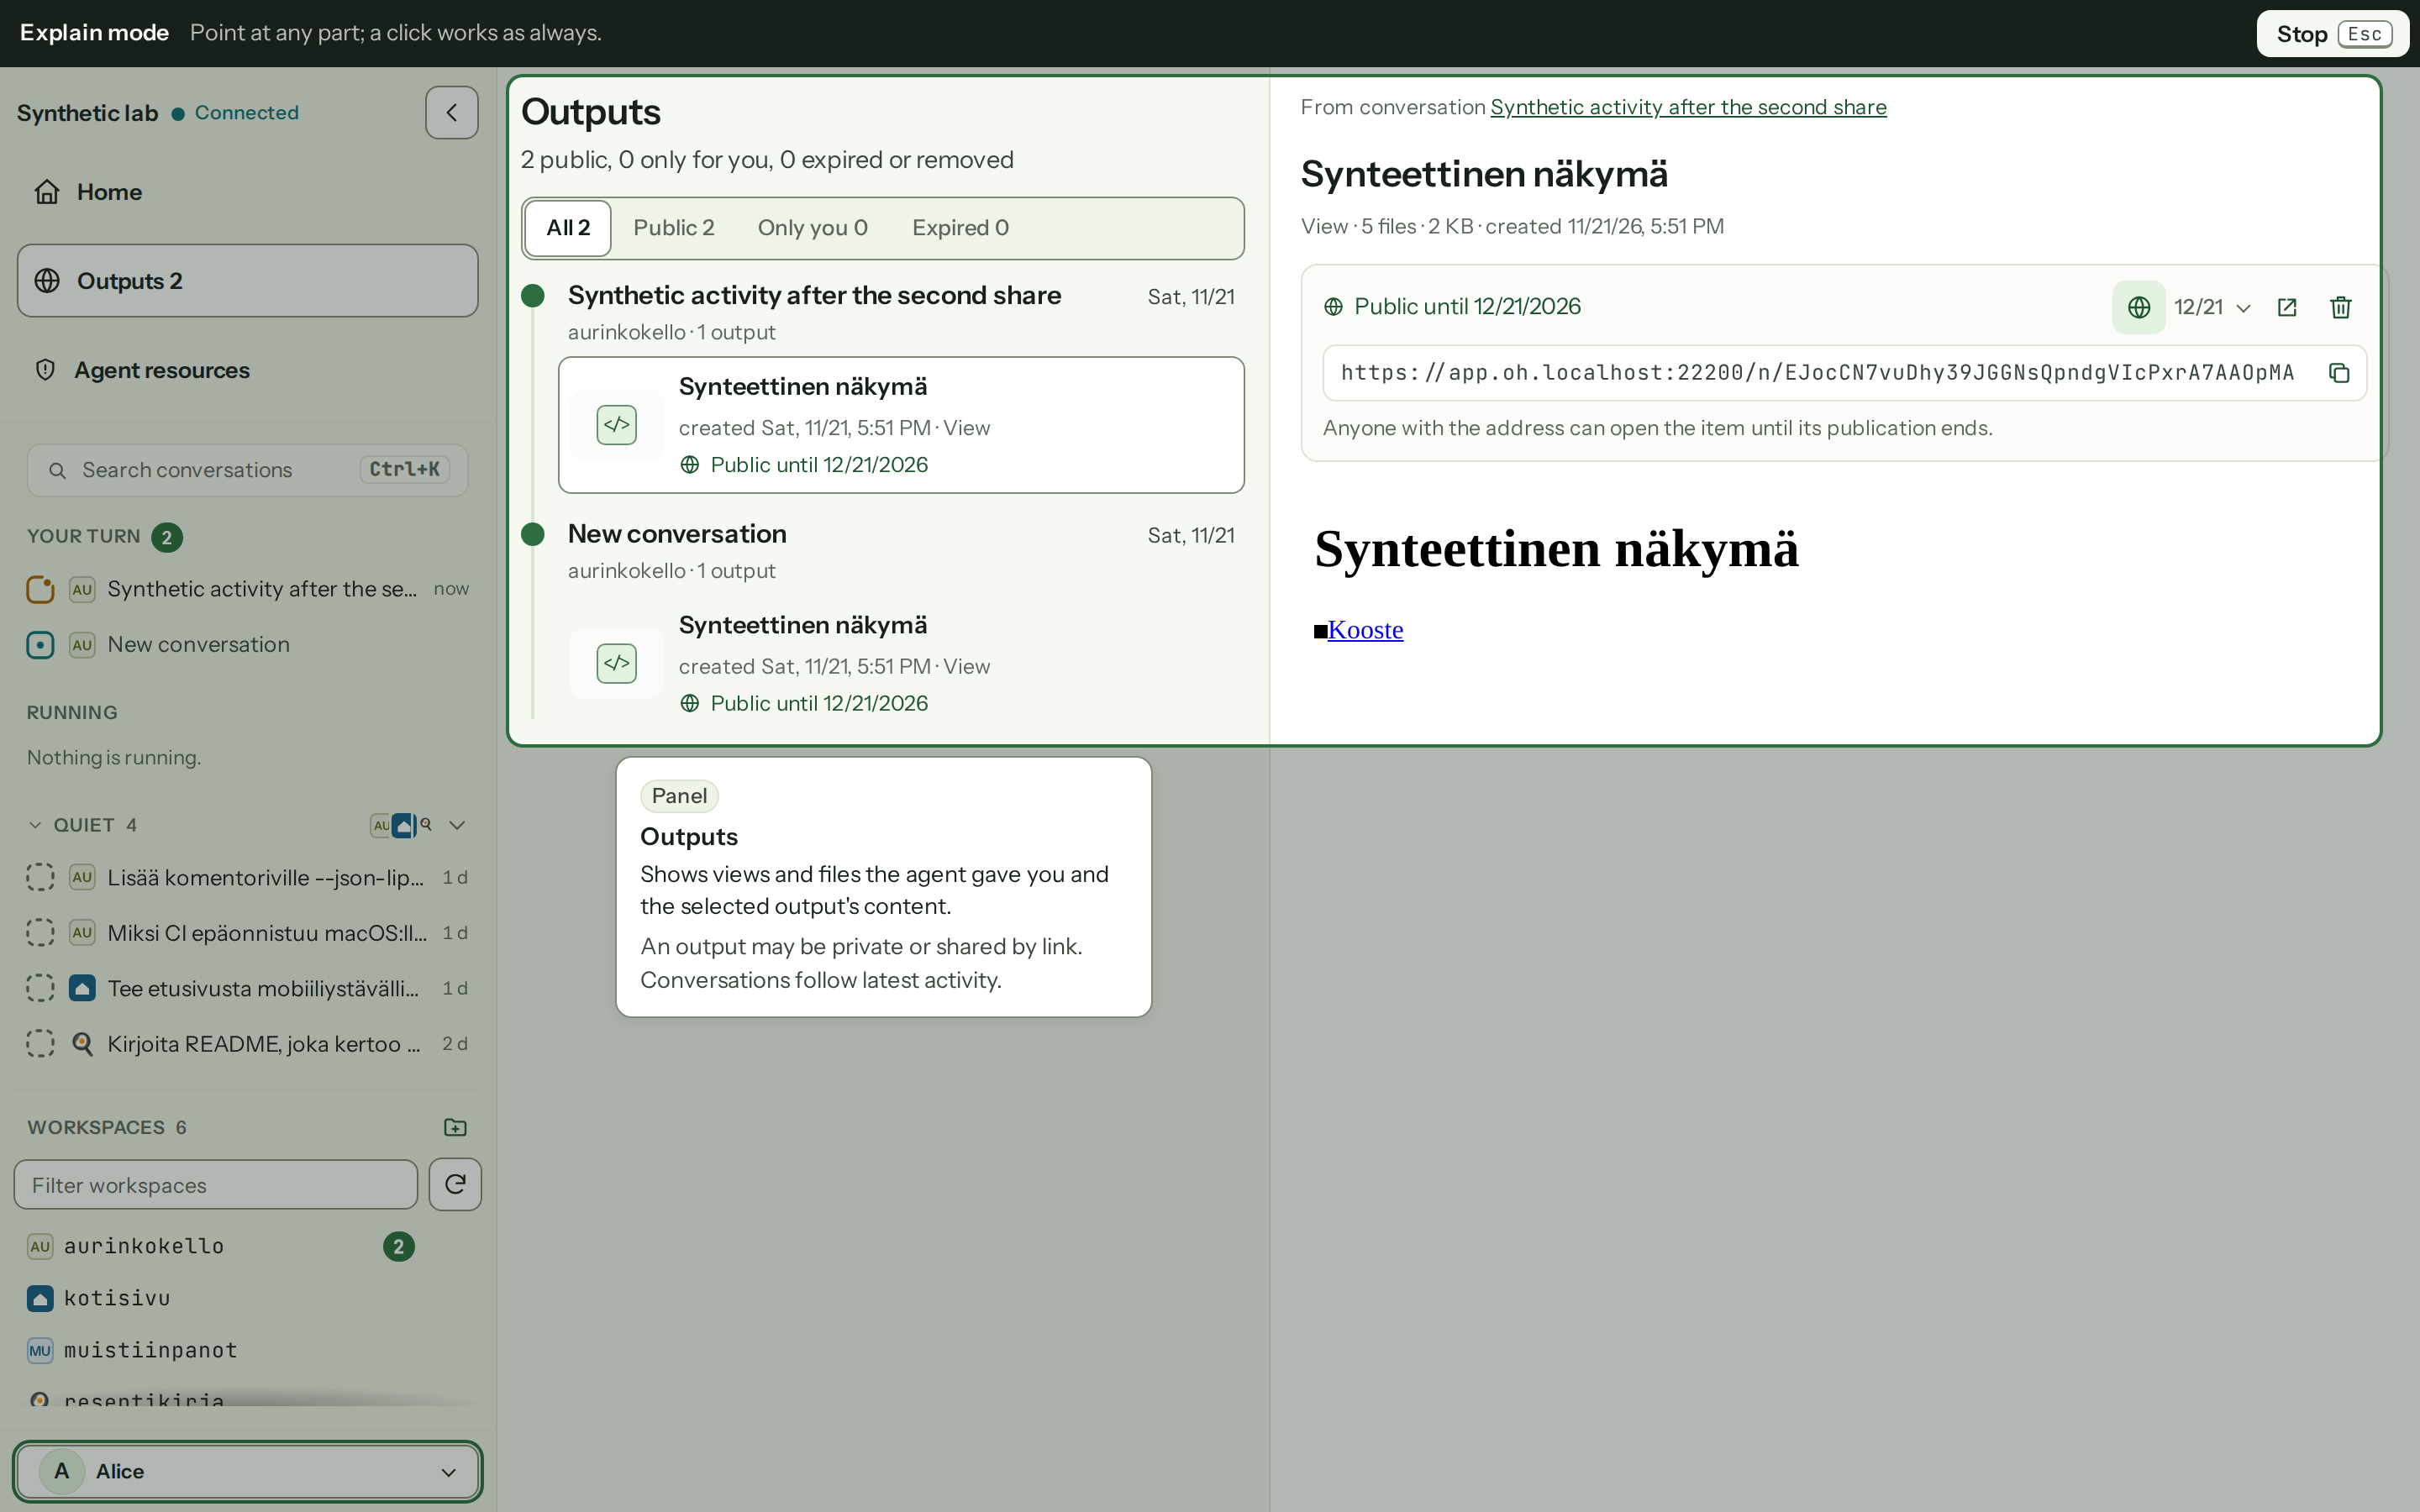 Explain mode Point at any part; a click works as always.
Stop Esc
Synthetic lab Connected
Home
Outputs 2
Agent resources
Search conversations Ctrl+K
YOUR TURN 2
AU Synthetic activity after the se... now
AU New conversation
RUNNING
Nothing is running.
QUIET 4 AU
AU Lisää komentoriville --json-lip... 1 d
AU Miksi CI epäonnistuu macOS:ll... 1 d
Tee etusivusta mobiiliystävälli... 1 d
Kirjoita README, joka kertoo ... 2 d
WORKSPACES 6
Filter workspaces
AU aurinkokello 2
kotisivu
MU muistiinpanot
resentikirja
A Alice
Outputs
2 public, 0 only for you, 0 expired or removed
All 2 Public 2 Only you 0 Expired 0
Synthetic activity after the second share Sat, 11/21
aurinkokello · 1 output
</> Synteettinen näkymä
created Sat, 11/21, 5:51 PM · View
Public until 12/21/2026
New conversation Sat, 11/21
aurinkokello · 1 output
</> Synteettinen näkymä
created Sat, 11/21, 5:51 PM · View
Public until 12/21/2026
From conversation Synthetic activity after the second share
Synteettinen näkymä
View · 5 files · 2 KB · created 11/21/26, 5:51 PM
Public until 12/21/2026 12/21
https://app.oh.localhost:22200/n/EJocCN7vuDhy39JGGNsQpndgVIcPxrA7AAOpMA
Anyone with the address can open the item until its publication ends.
Synteettinen näkymä
Kooste
Panel
Outputs
Shows views and files the agent gave you and
the selected output's content.
An output may be private or shared by link.
Conversations follow latest activity.